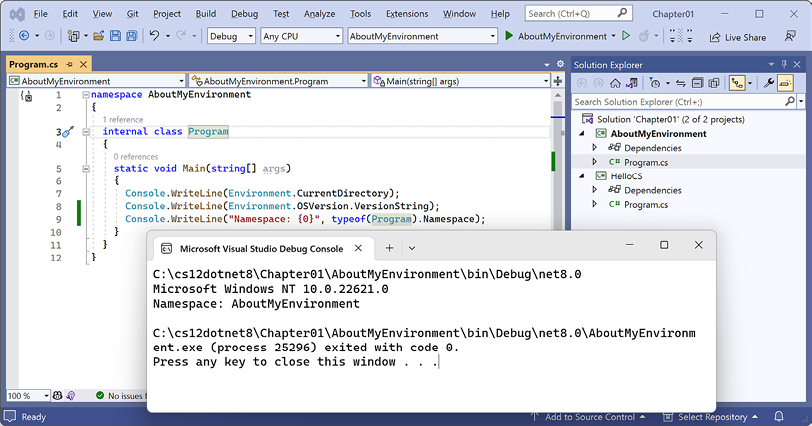 File Edit View Git Project Build Debug Test Analyze Tools Extensions Window Help Search (Ctrl+Q) Chapter01
Debug Any CPU AboutMyEnvironment AboutMyEnvironment Live Share
Program.cs
AboutMyEnvironment AboutMyEnvironment.Program Main(string[] args)
1 namespace AboutMyEnvironment
2 {
1 reference
3 internal class Program
4 {
0 references
5 static void Main(string[] args)
6 {
7 Console.WriteLine(Environment.CurrentDirectory);
8 Console.WriteLine(Environment.OSVersion.VersionString);
9 Console.WriteLine("Namespace: {0}", typeof(Program).Namespace);
10 }
11 }
12 }
Solution Explorer
Search Solution Explorer (Ctrl+;)
Solution 'Chapter01' (2 of 2 projects)
AboutMyEnvironment
Dependencies
C# Program.cs
HelloCS
Dependencies
C# Program.cs
Microsoft Visual Studio Debug Console
C:\cs12dotnet8\Chapter01\AboutMyEnvironment\bin\Debug\net8.0
Microsoft Windows NT 10.0.22621.0
Namespace: AboutMyEnvironment
C:\cs12dotnet8\Chapter01\AboutMyEnvironment\bin\Debug\net8.0\AboutMyEnvironm
ent.exe (process 25296) exited with code 0.
Press any key to close this window . . .
100 % No issues
Ready Add to Source Control Select Repository